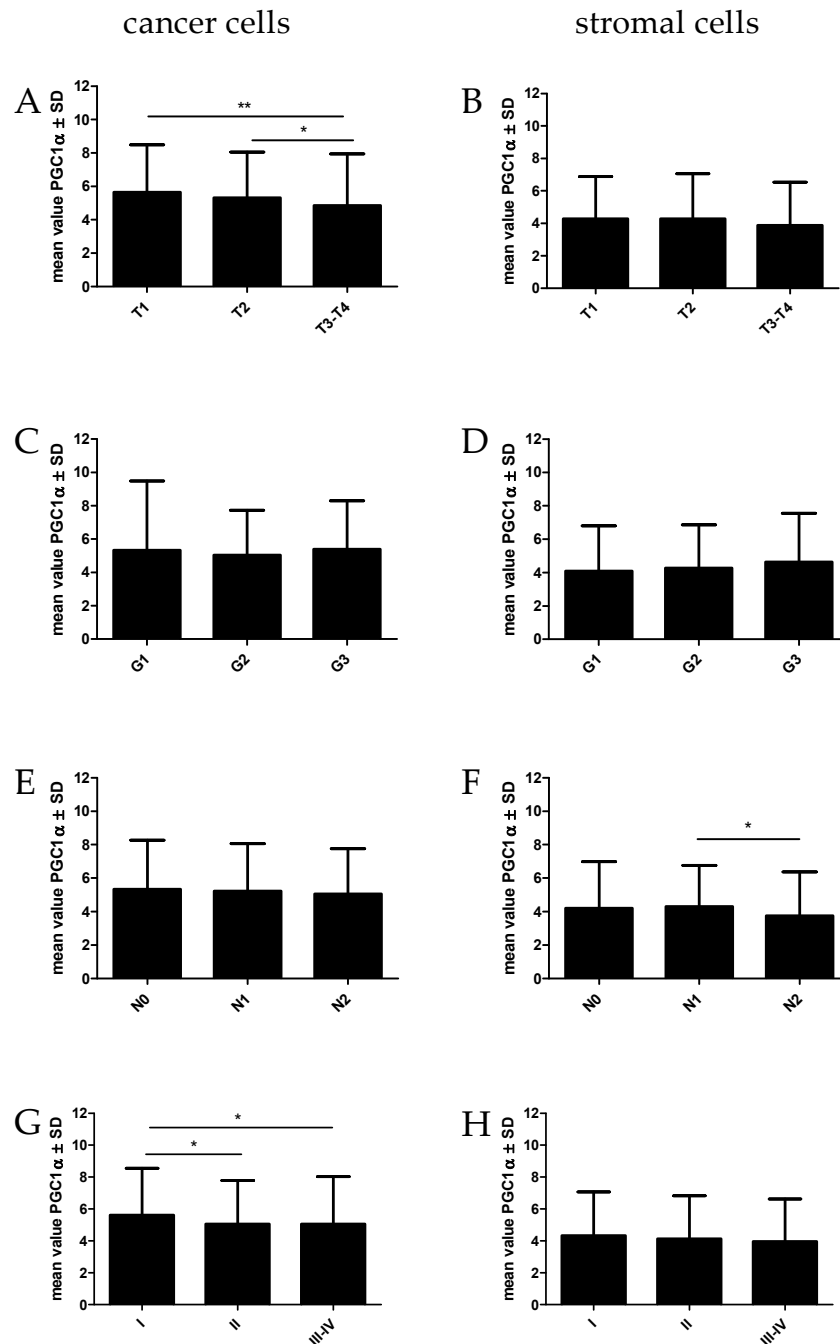 cancer cells
stromal cells
A
mean value PGC1α ± SD
12
10
8
6
4
2
0
**
*
T1
T2
T3-T4
B
mean value PGC1α ± SD
12
10
8
6
4
2
0
T1
T2
T3-T4
C
mean value PGC1α ± SD
12
10
8
6
4
2
0
G1
G2
G3
D
mean value PGC1α ± SD
12
10
8
6
4
2
0
G1
G2
G3
E
mean value PGC1α ± SD
12
10
8
6
4
2
0
N0
N1
N2
F
mean value PGC1α ± SD
12
10
8
6
4
2
0
*
N0
N1
N2
G
mean value PGC1α ± SD
12
10
8
6
4
2
0
*
*
I
II
III-IV
H
mean value PGC1α ± SD
12
10
8
6
4
2
0
I
II
III-IV